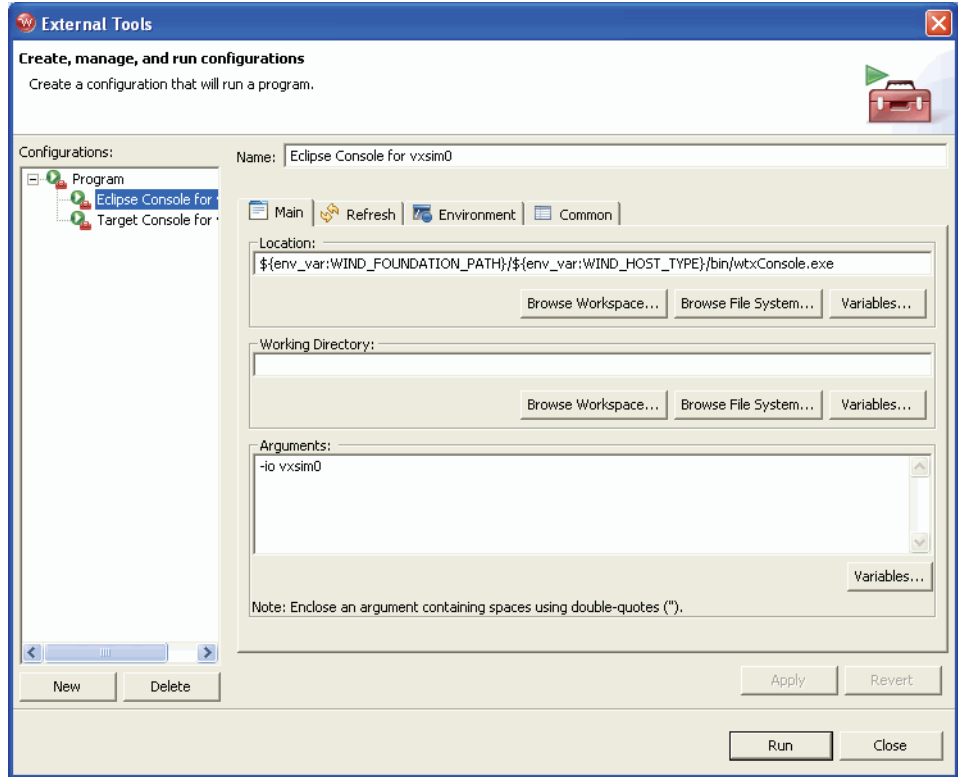 External Tools
Create, manage, and run configurations
Create a configuration that will run a program.
Configurations:
Program
Eclipse Console for
Target Console for
New
Delete
Name: Eclipse Console for vxsim0
Main Refresh Environment Common
Location:
${env_var:WIND_FOUNDATION_PATH}/${env_var:WIND_HOST_TYPE}/bin/wtxConsole.exe
Browse Workspace... Browse File System... Variables...
Working Directory:
Browse Workspace... Browse File System... Variables...
Arguments:
-io vxsim0
Variables...
Note: Enclose an argument containing spaces using double-quotes (").
Apply Revert
Run Close